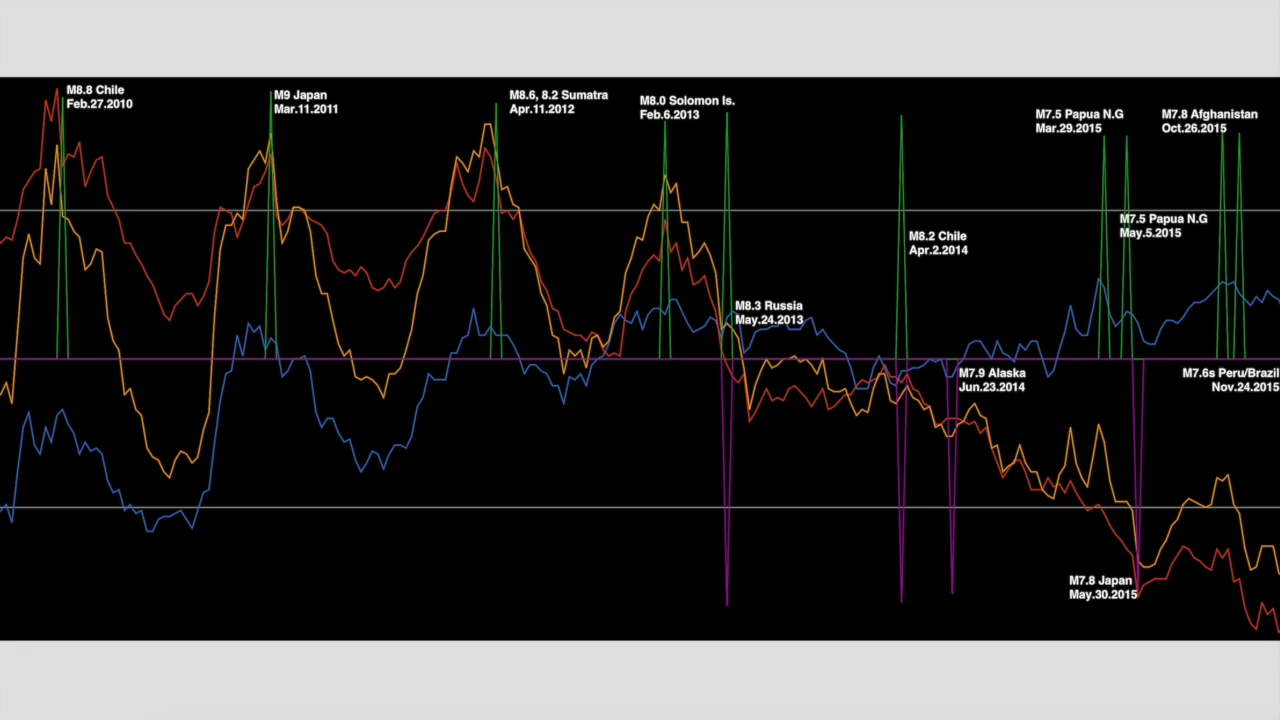 M8.8 Chile
Feb.27.2010
M9 Japan
Mar.11.2011
M8.6, 8.2 Sumatra
Apr.11.2012
M8.0 Solomon Is.
Feb.6.2013
M8.3 Russia
May.24.2013
M8.2 Chile
Apr.2.2014
M7.9 Alaska
Jun.23.2014
M7.5 Papua N.G
Mar.29.2015
M7.5 Papua N.G
May.5.2015
M7.8 Japan
May.30.2015
M7.8 Afghanistan
Oct.26.2015
M7.6s Peru/Brazil
Nov.24.2015